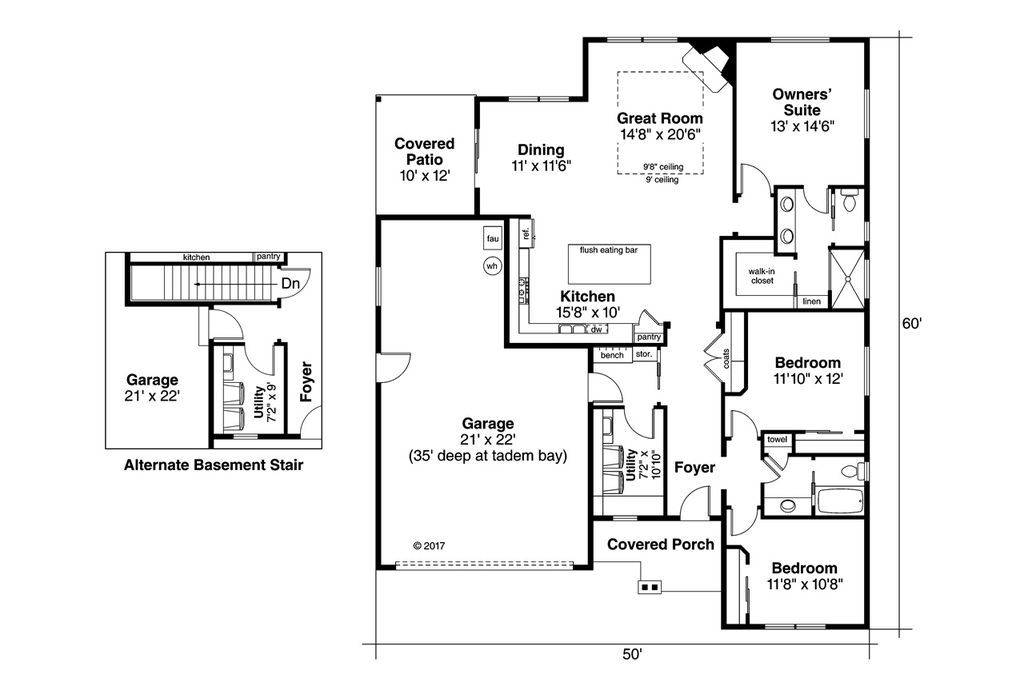 Owners'
Suite
13' x 14'6"
Great Room
14'8" x 20'6"
9'8" ceiling
9' ceiling
Covered
Patio
10' x 12'
Dining
11' x 11'6"
fau
wh
ref.
flush eating bar
Kitchen
15'8" x 10'
dw
pantry
walk-in
closet
linen
60'
kitchen
pantry
Dn
Garage
21' x 22'
Utility
7'2" x 9'
Foyer
Alternate Basement Stair
bench
stor.
coats
Bedroom
11'10" x 12'
towel
Garage
21' x 22'
(35' deep at tadem bay)
Utility
7'2" x
10'10"
Foyer
© 2017
Covered Porch
Bedroom
11'8" x 10'8"
50'